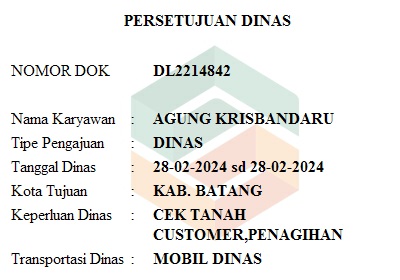 PERSETUJUAN DINAS
NOMOR DOK DL2214842
Nama Karyawan : AGUNG KRISBANDARU
Tipe Pengajuan : DINAS
Tanggal Dinas : 28-02-2024 sd 28-02-2024
Kota Tujuan : KAB. BATANG
Keperluan Dinas : CEK TANAH
CUSTOMER,PENAGIHAN
Transportasi Dinas : MOBIL DINAS